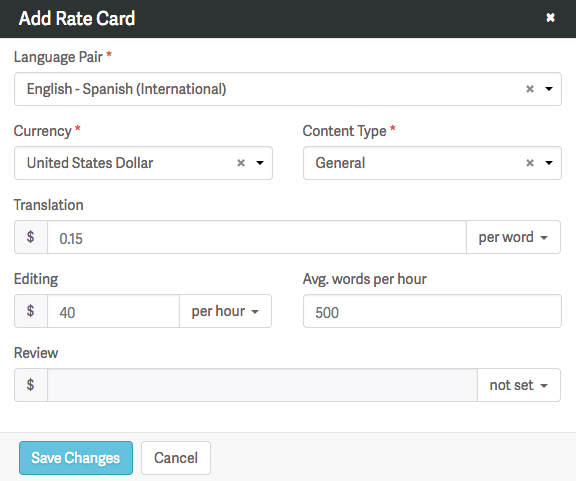 Add Rate Card ×
Language Pair *
English - Spanish (International) ×
Currency * Content Type *
United States Dollar × General ×
Translation
$ 0.15 per word
Editing Avg. words per hour
$ 40 per hour 500
Review
$ not set
Save Changes Cancel